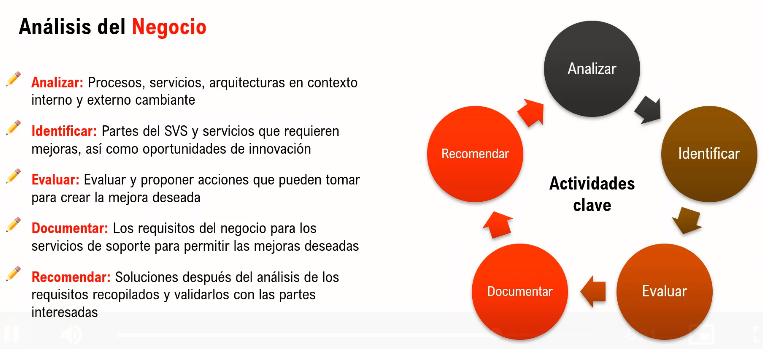 Análisis del Negocio
Analizar: Procesos, servicios, arquitecturas en contexto
interno y externo cambiante
Identificar: Partes del SVS y servicios que requieren
mejoras, así como oportunidades de innovación
Evaluar: Evaluar y proponer acciones que pueden tomar
para crear la mejora deseada
Documentar: Los requisitos del negocio para los
servicios de soporte para permitir las mejoras deseadas
Recomendar: Soluciones después del análisis de los
requisitos recopilados y validarlos con las partes
interesadas
Analizar
Identificar
Evaluar
Documentar
Recomendar
Actividades
clave